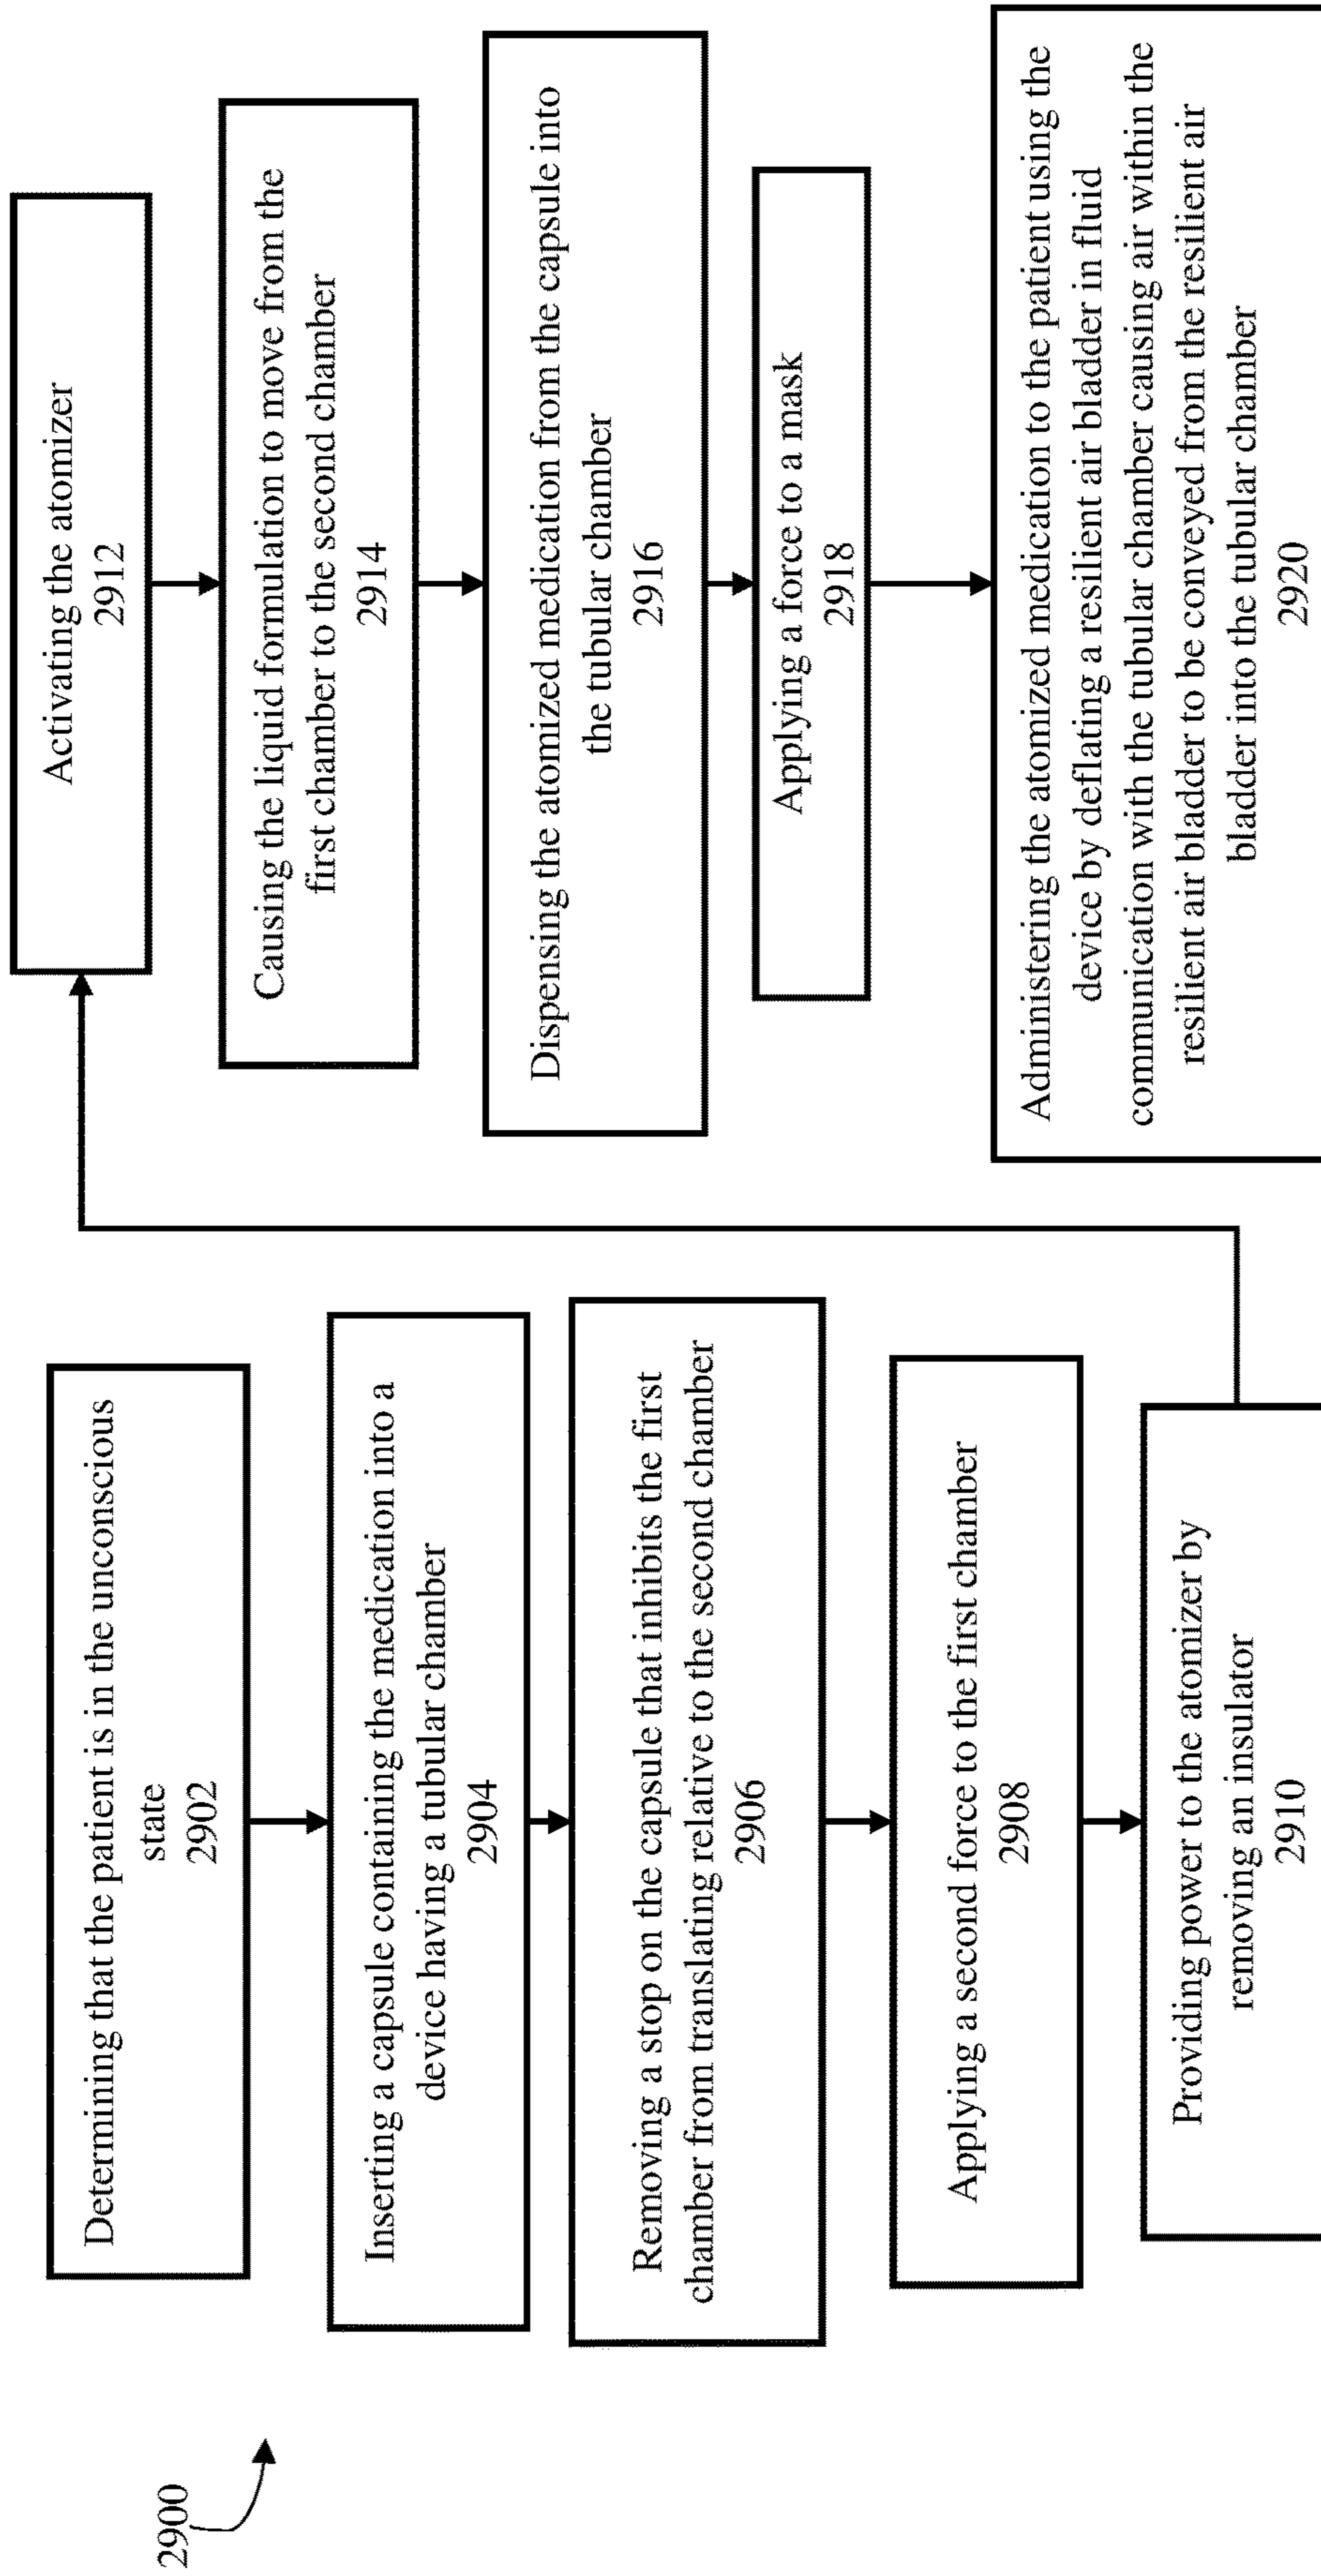 2900
Determining that the patient is in the unconscious
state
2902
Inserting a capsule containing the medication into a
device having a tubular chamber
2904
Removing a stop on the capsule that inhibits the first
chamber from translating relative to the second chamber
2906
Applying a second force to the first chamber
2908
Providing power to the atomizer by
removing an insulator
2910
Activating the atomizer
2912
Causing the liquid formulation to move from the
first chamber to the second chamber
2914
Dispensing the atomized medication from the capsule into
the tubular chamber
2916
Applying a force to a mask
2918
Administering the atomized medication to the patient using the
device by deflating a resilient air bladder in fluid
communication with the tubular chamber causing air within the
resilient air bladder to be conveyed from the resilient air
bladder into the tubular chamber
2920